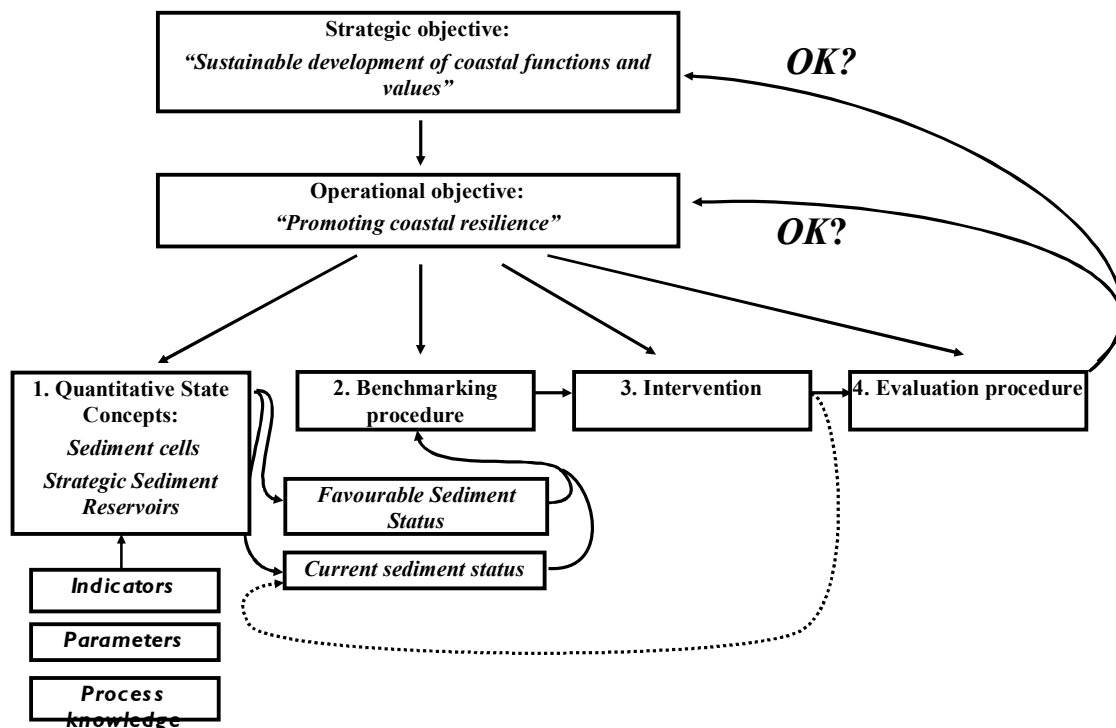 Strategic objective:
“Sustainable development of coastal functions and
values”
OK?
Operational objective:
“Promoting coastal resilience”
OK?
1. Quantitative State
Concepts:
Sediment cells
Strategic Sediment
Reservoirs
2. Benchmarking
procedure
3. Intervention
4. Evaluation procedure
Favourable Sediment
Status
Current sediment status
Indicators
Parameters
Process
knowledge